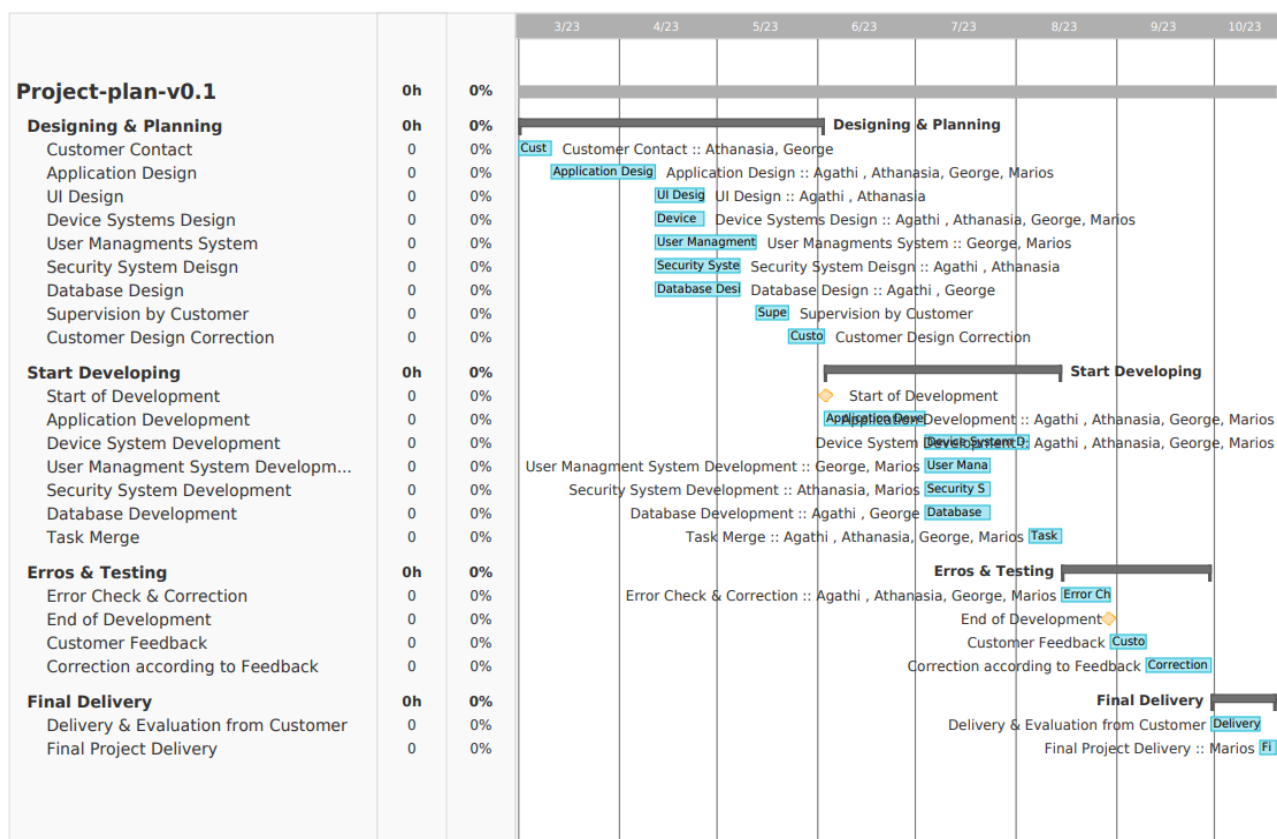 3/23 4/23 5/23 6/23 7/23 8/23 9/23 10/23
Project-plan-v0.1 0h 0%
Designing & Planning 0h 0% Designing & Planning
Customer Contact 0 0% Cust Customer Contact :: Athanasia, George
Application Design 0 0% Application Desig Application Design :: Agathi , Athanasia, George, Marios
UI Design 0 0% UI Desig UI Design :: Agathi , Athanasia
Device Systems Design 0 0% Device Device Systems Design :: Agathi , Athanasia, George, Marios
User Managments System 0 0% User Managment User Managments System :: George, Marios
Security System Deisgn 0 0% Security Syste Security System Deisgn :: Agathi , Athanasia
Database Design 0 0% Database Desi Database Design :: Agathi , George
Supervision by Customer 0 0% Supe Supervision by Customer
Customer Design Correction 0 0% Custo Customer Design Correction
Start Developing 0h 0% Start Developing
Start of Development 0 0% Start of Development
Application Development 0 0% Application Deve Application Development :: Agathi , Athanasia, George, Marios
Device System Development 0 0% Device System Development :: Agathi , Athanasia, George, Marios Device System D
User Managment System Developm... 0 0% User Managment System Development :: George, Marios User Mana
Security System Development 0 0% Security System Development :: Athanasia, Marios Security S
Database Development 0 0% Database Development :: Agathi , George Database
Task Merge 0 0% Task Merge :: Agathi , Athanasia, George, Marios Task
Erros & Testing 0h 0% Erros & Testing
Error Check & Correction 0 0% Error Check & Correction :: Agathi , Athanasia, George, Marios Error Ch
End of Development 0 0% End of Development
Customer Feedback 0 0% Customer Feedback Custo
Correction according to Feedback 0 0% Correction according to Feedback Correction
Final Delivery 0h 0% Final Delivery
Delivery & Evaluation from Customer 0 0% Delivery & Evaluation from Customer Delivery
Final Project Delivery 0 0% Final Project Delivery :: Marios Fi